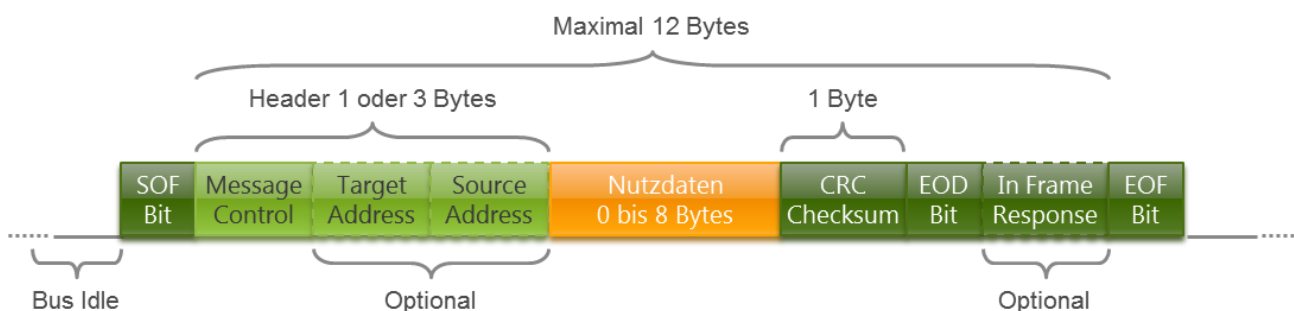 Maximal 12 Bytes
Header 1 oder 3 Bytes
1 Byte
SOF
Bit
Message
Control
Target
Address
Source
Address
Nutzdaten
0 bis 8 Bytes
CRC
Checksum
EOD
Bit
In Frame
Response
EOF
Bit
Bus Idle
Optional
Optional